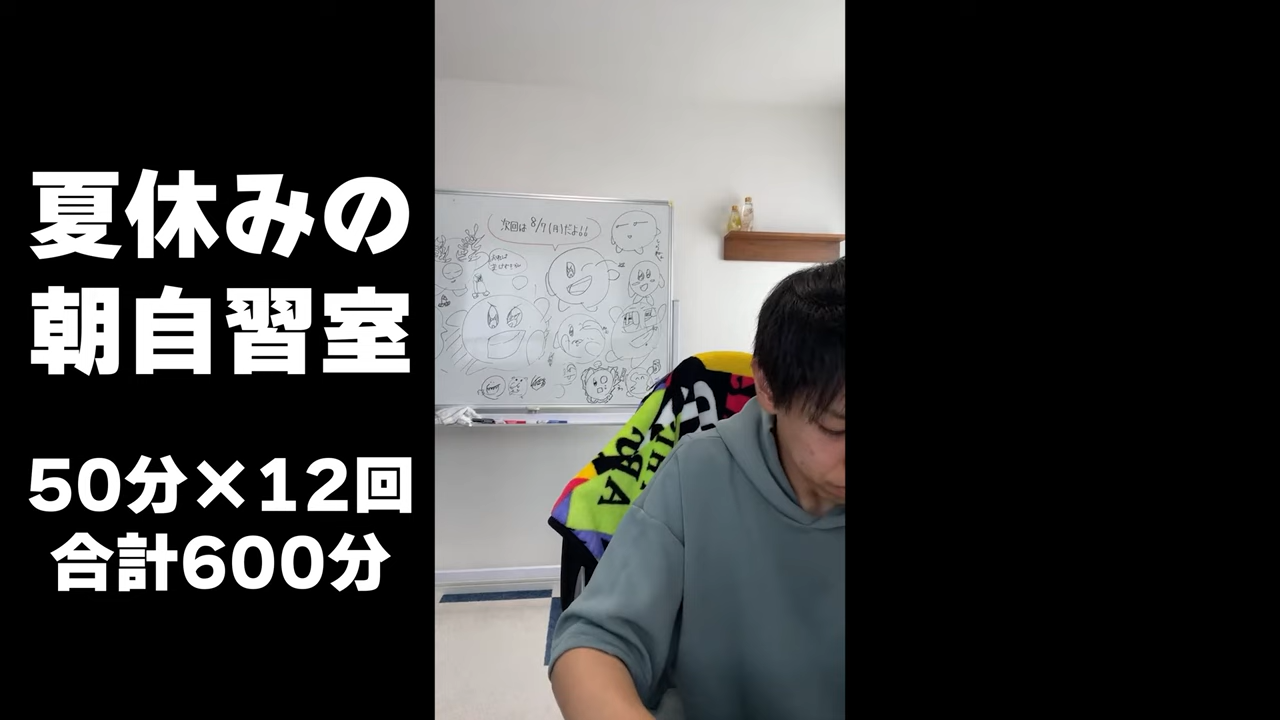 夏休みの
朝自習室
50分×12回
合計600分
次回は 8/7(月)だよ